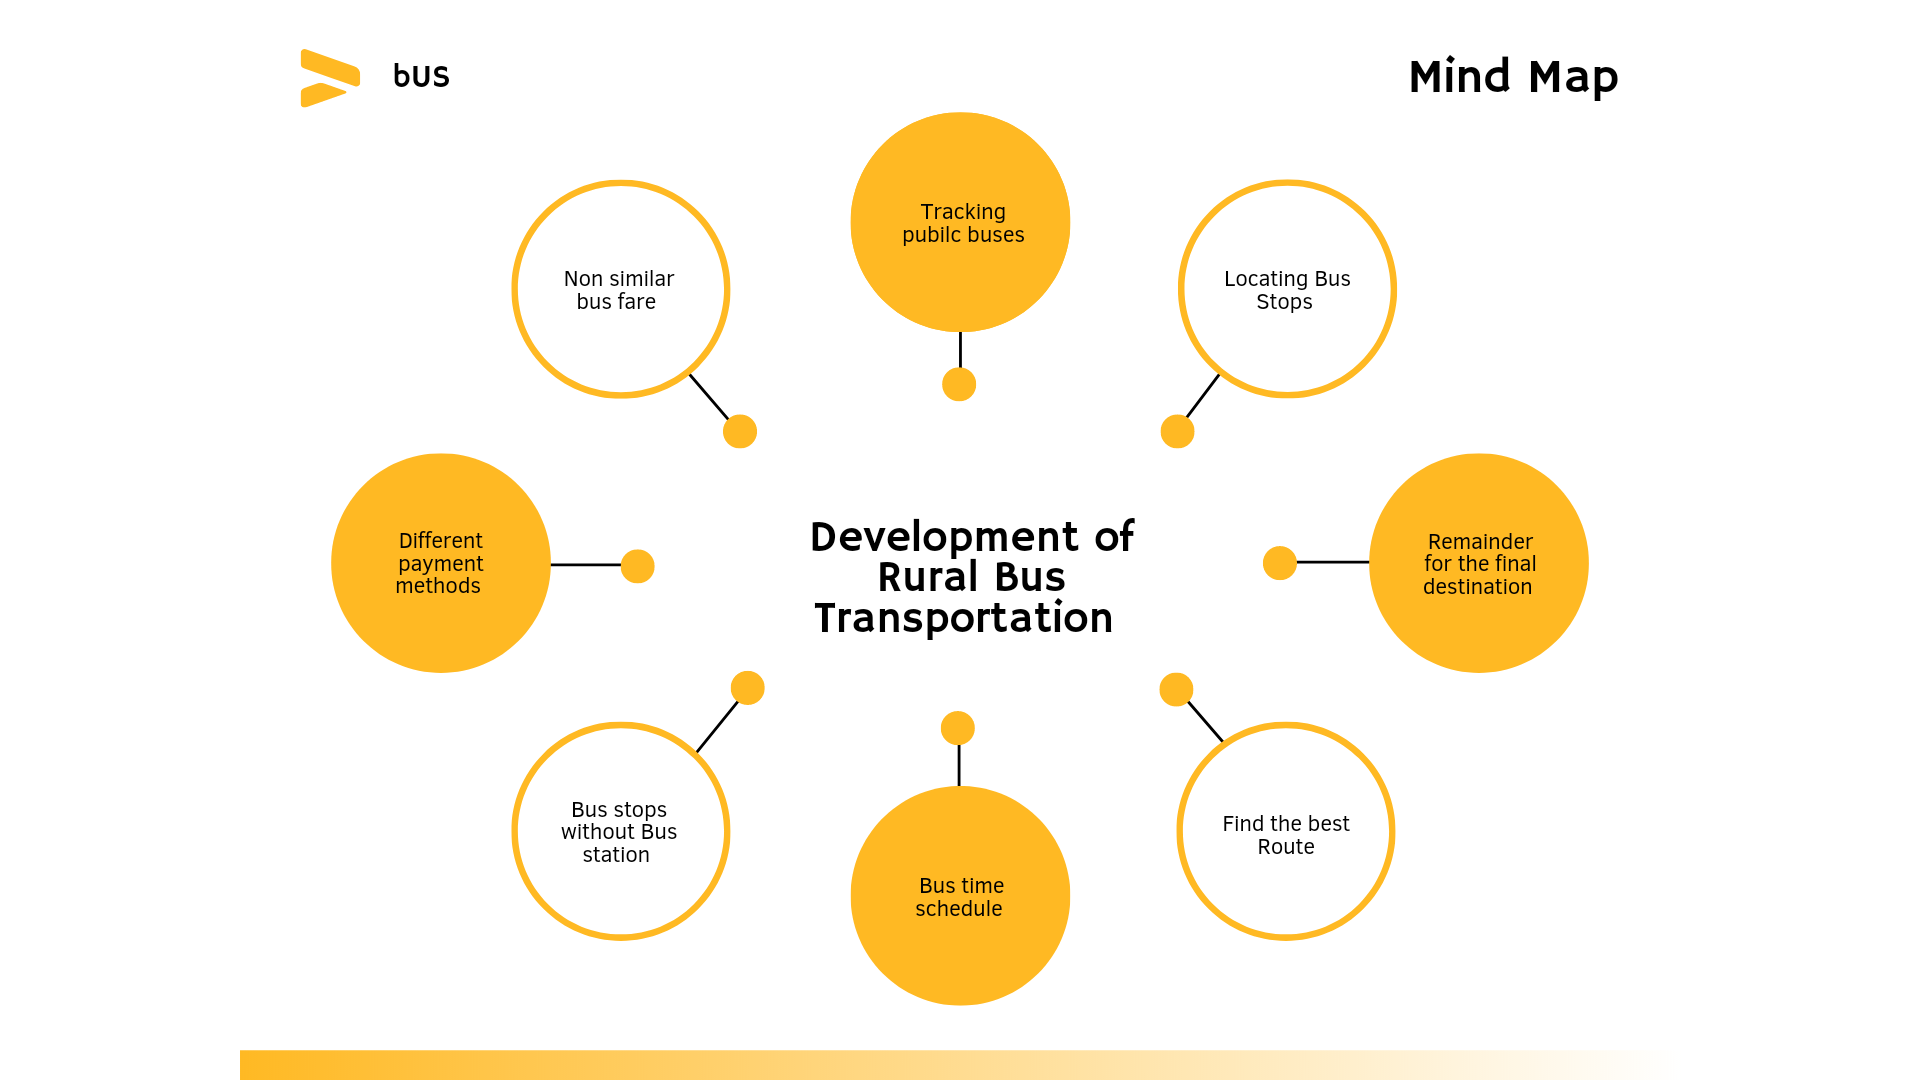 bUS
Mind Map
Tracking
pubilc buses
Non similar
bus fare
Locating Bus
Stops
Different
payment
methods
Development of
Rural Bus
Transportation
Remainder
for the final
destination
Bus stops
without Bus
station
Bus time
schedule
Find the best
Route